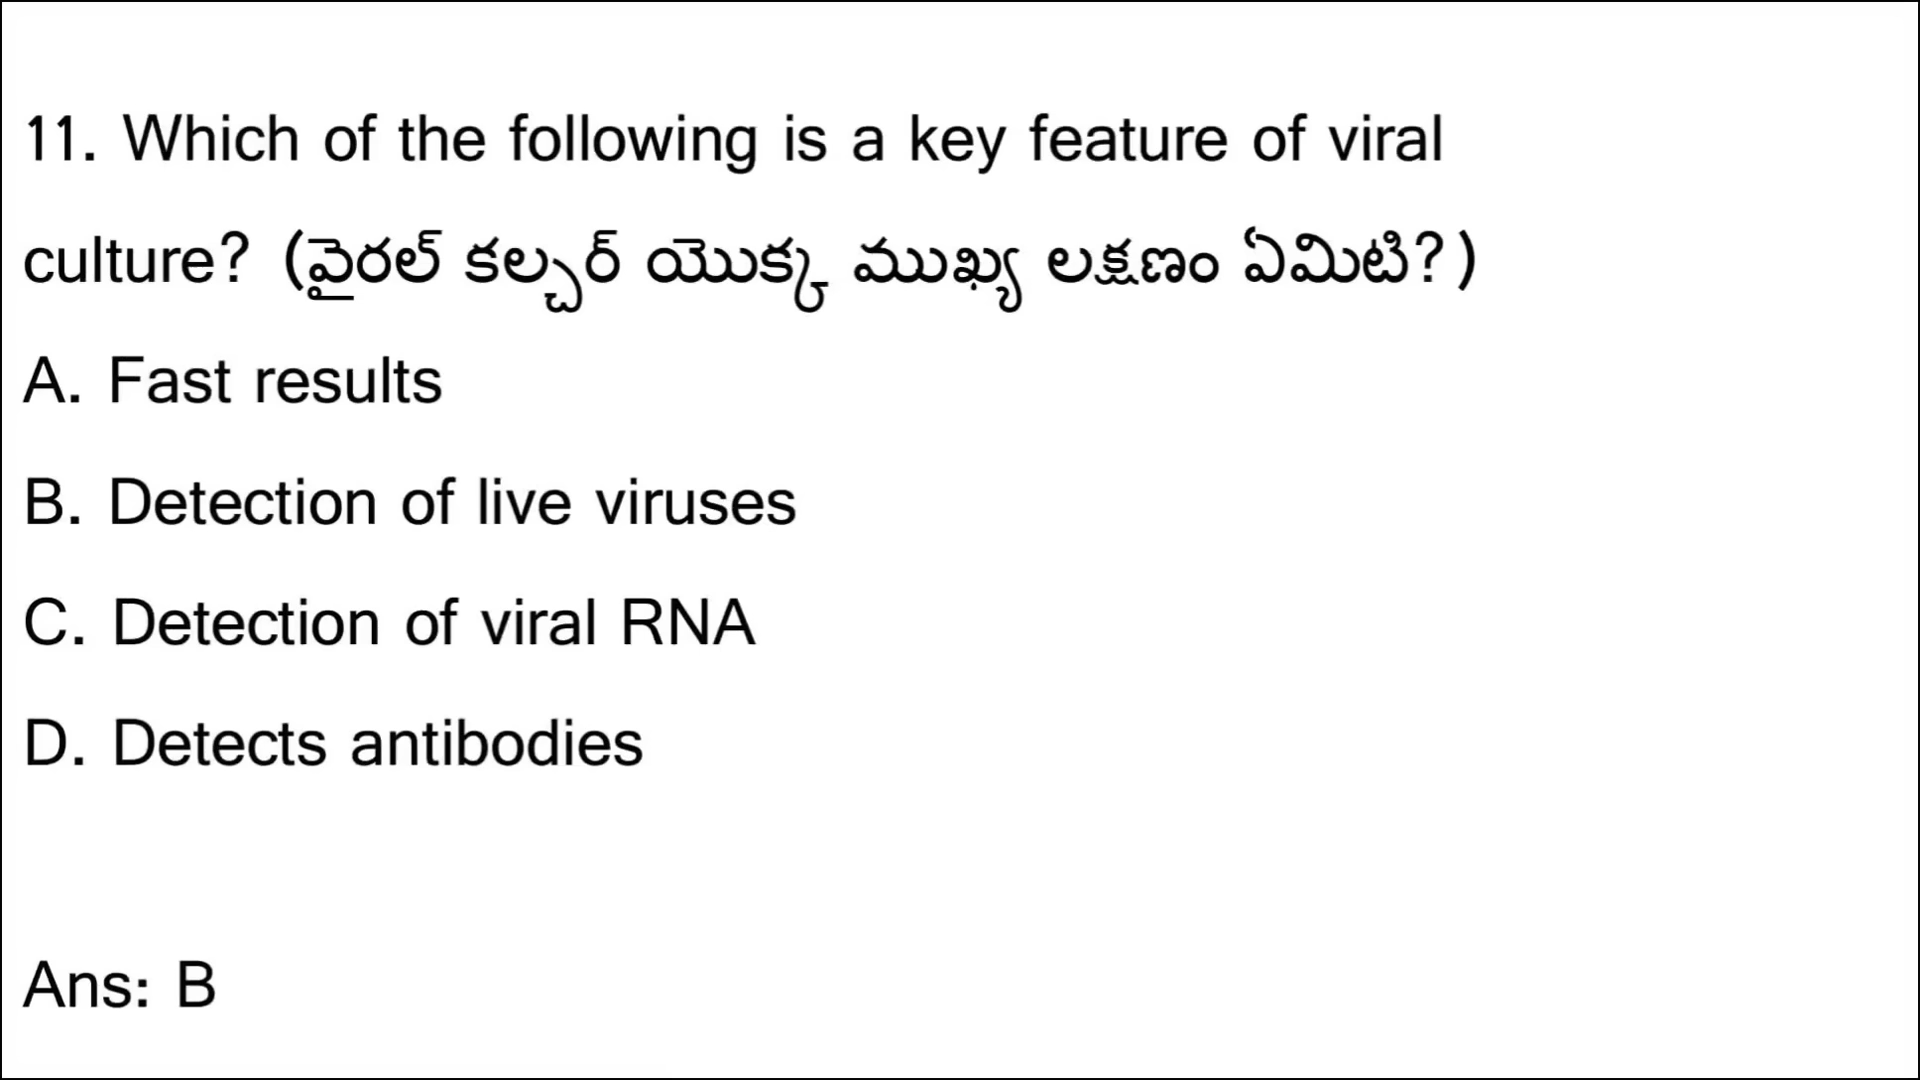 11. Which of the following is a key feature of viral
culture? (వైరల్ కల్చర్ యొక్క ముఖ్య లక్షణం ఏమిటి?)
A. Fast results
B. Detection of live viruses
C. Detection of viral RNA
D. Detects antibodies
Ans: B